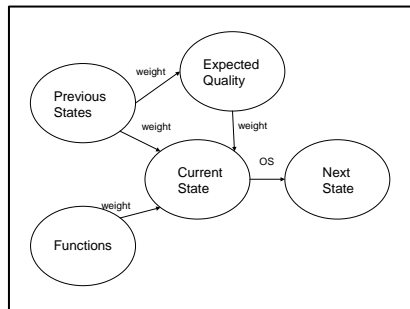 weight
Expected
Quality
Previous
States
weight
weight
OS
Current
State
Next
State
weight
Functions